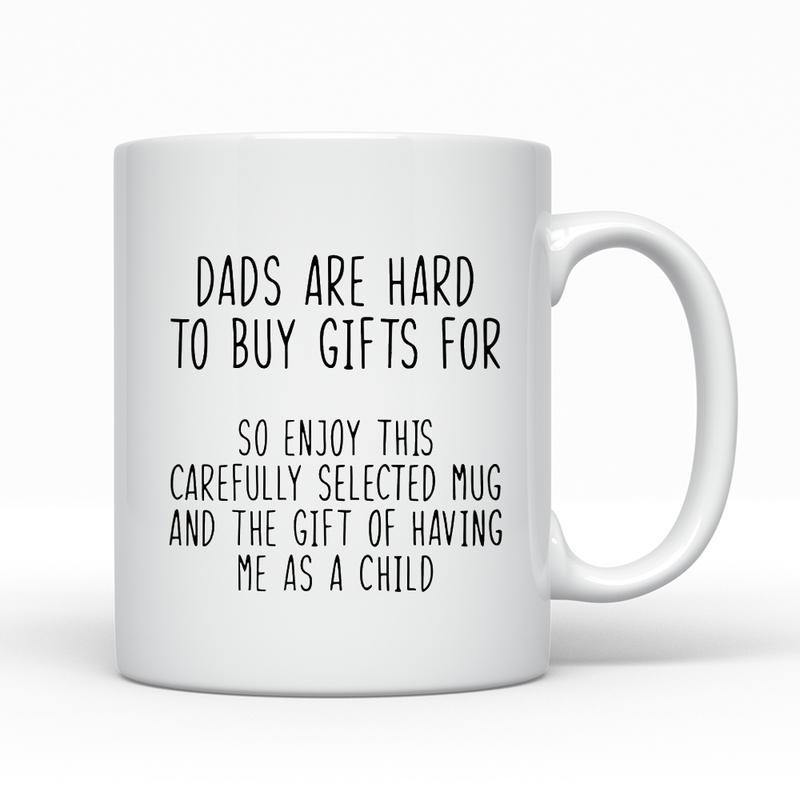 DADS ARE HARD
TO BUY GIFTS FOR
SO ENJOY THIS
CAREFULLY SELECTED MUG
AND THE GIFT OF HAVING
ME AS A CHILD